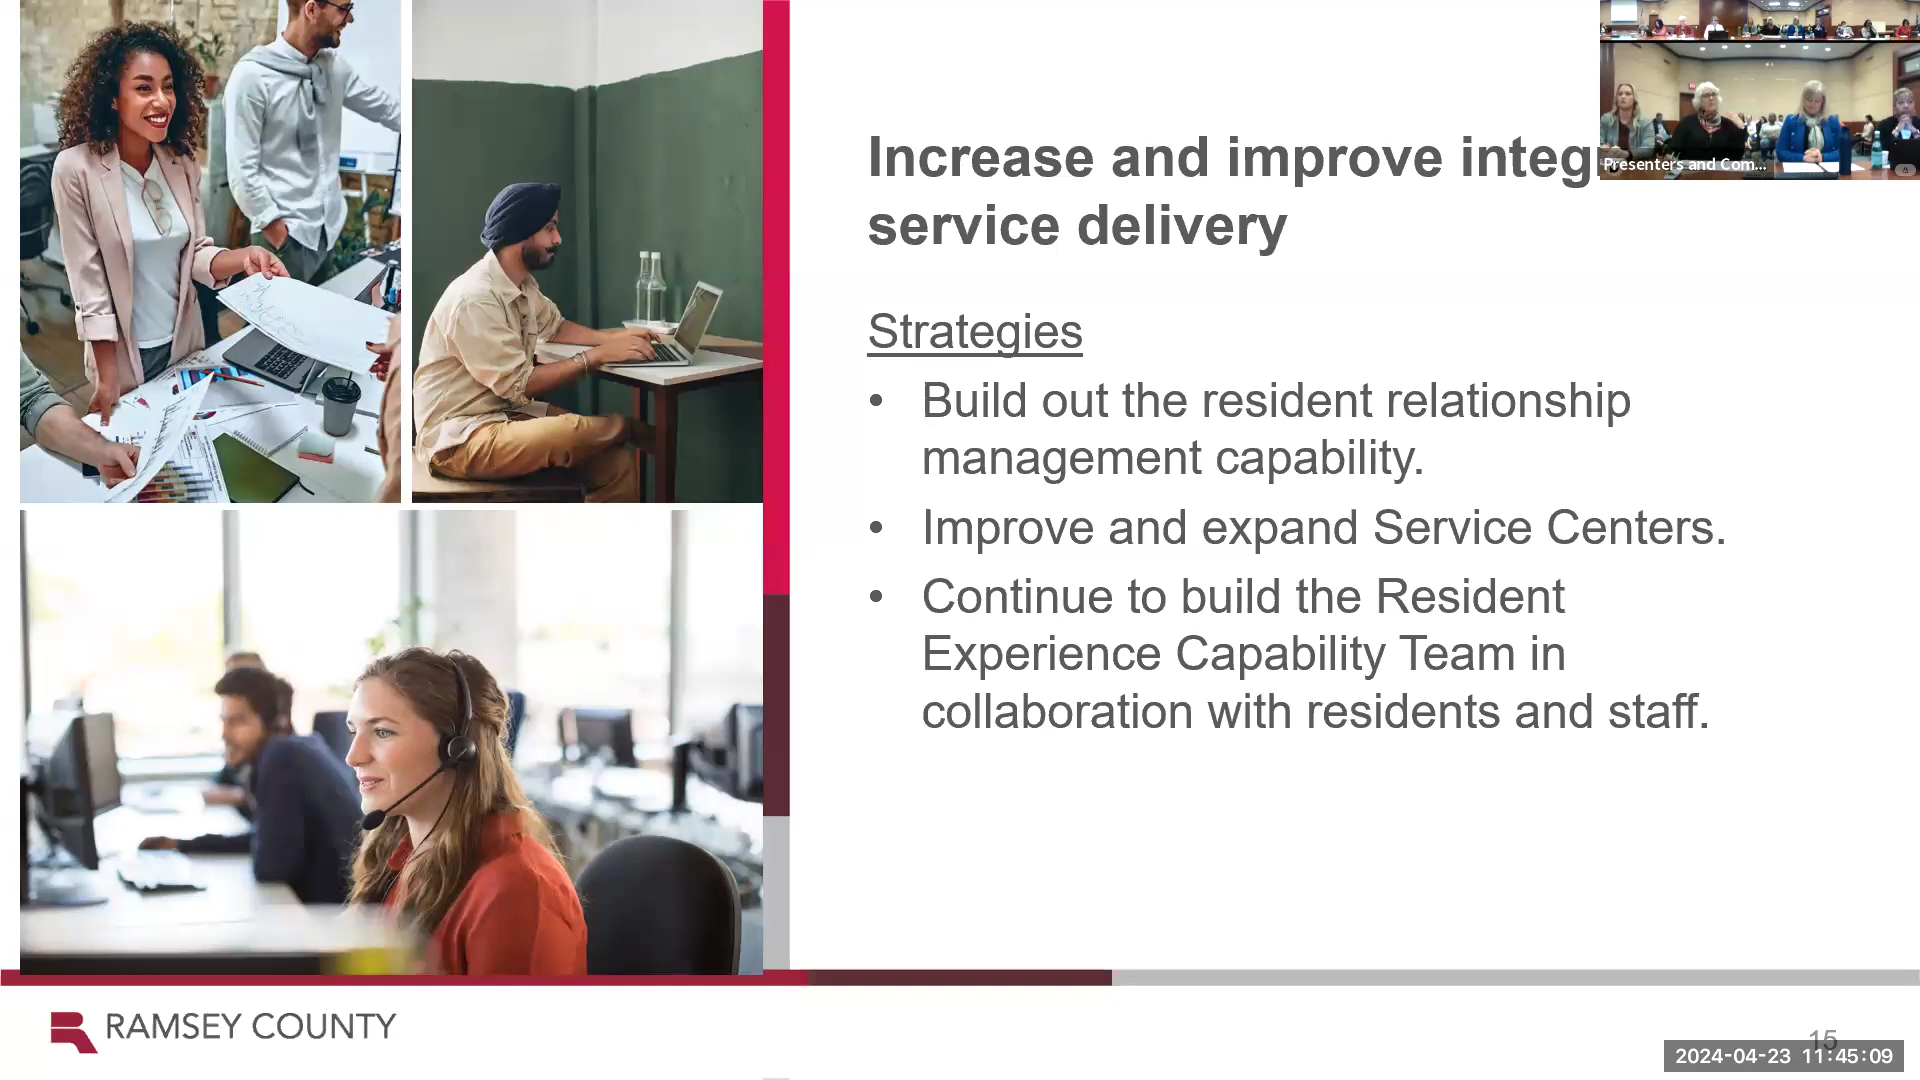 Increase and improve integ
service delivery
Presenters and Com...
Strategies
• Build out the resident relationship
management capability.
• Improve and expand Service Centers.
• Continue to build the Resident
Experience Capability Team in
collaboration with residents and staff.
RAMSEY COUNTY
15
2024-04-23 11:45:09